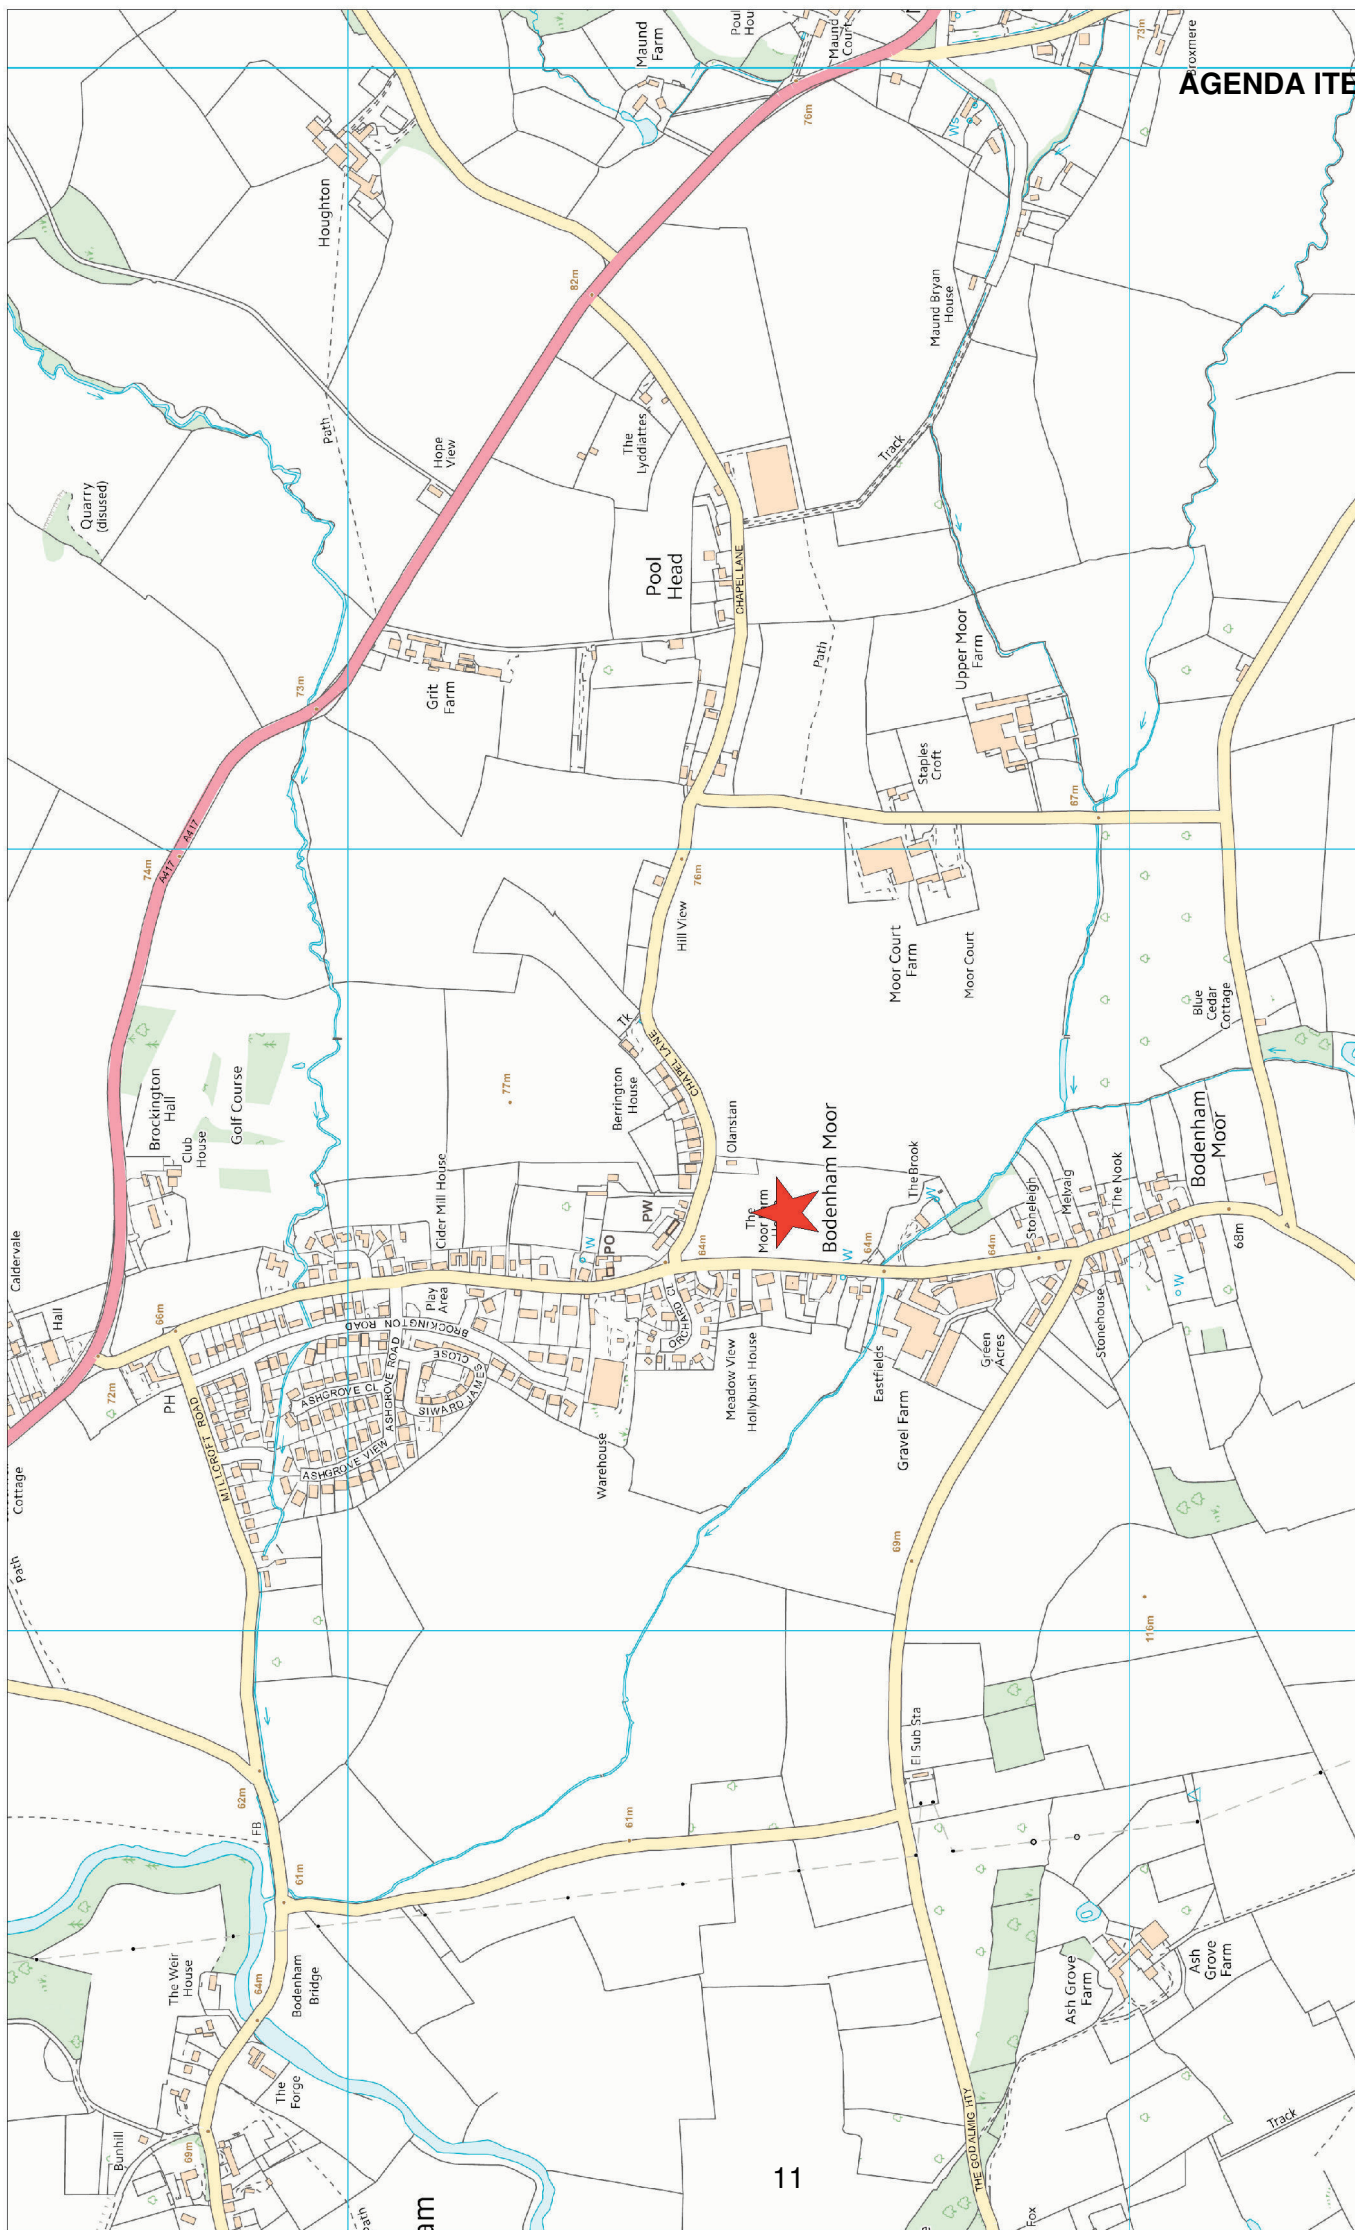 AGENDA ITE
Maund
Farm
Maund
Court
73m
Broxmere
76m
Ws
Houghton
82m
Maund Bryan
House
Path
Hope
View
The
Lyddiattes
Quarry
(disused)
Track
Pool
Head
CHAPEL LANE
Path
Upper Moor
Farm
Grit
Farm
73m
Staples
Croft
67m
74m
A417
A417
76m
Hill View
Moor Court
Farm
Moor Court
Blue
Cedar
Cottage
Tk
CHAPEL LANE
Brockington
Hall
Club
House
Golf Course
77m
Berrington
House
Olanstan
Bodenham
Moor
Cider Mill House
PW
PO
W
The
Bodenham Moor
The Brook
W
Stoneleigh
Melvaig
The Nook
Caldervale
Hall
66m
64m
W
64m
64m
68m
Play
Area
BROCKINGTON ROAD
ORCHARD CL
72m
PH
MILLCROFT ROAD
ASHGROVE CL
ASHGROVE ROAD
SIWARD JAMES
CLOSE
ASHGROVE VIEW
Meadow View
Hollybush House
Eastfields
Green
Acres
Stonehouse
W
Warehouse
Gravel Farm
Cottage
Path
69m
116m
El Sub Sta
62m
FB
61m
61m
The Weir
House
64m
Bodenham
Bridge
Ash Grove
Farm
Ash
Grove
Farm
The
Forge
Bunhill
69m
THE GOD ALMIG HTY
Track
Fox
am
11